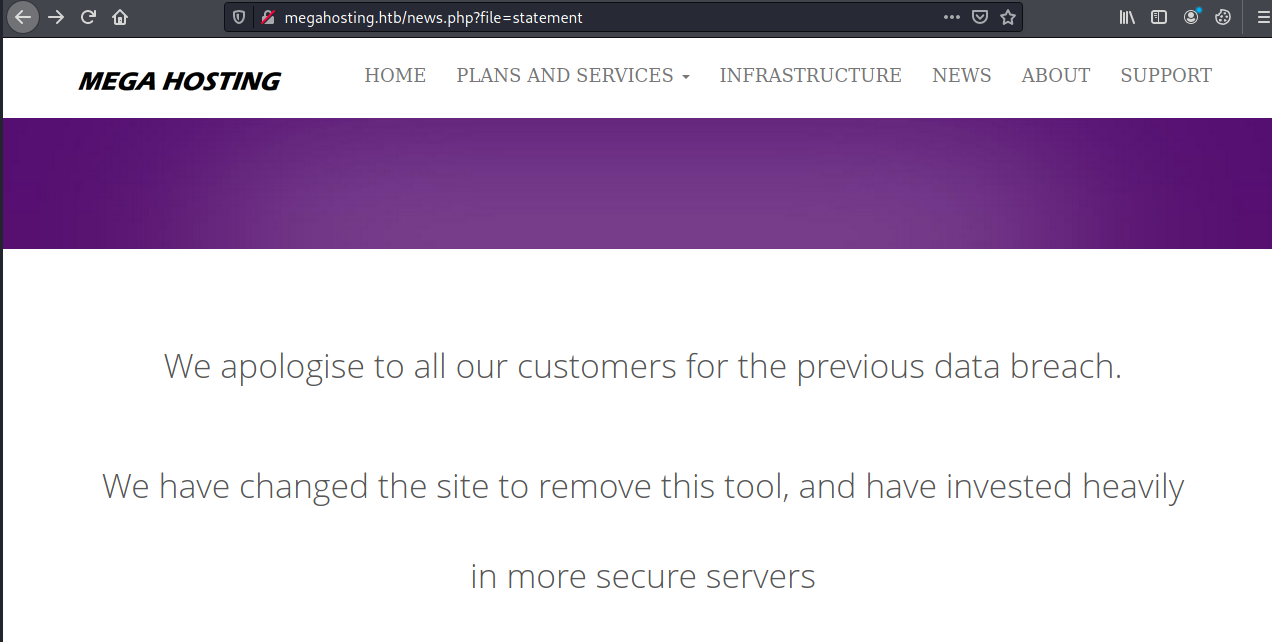 megahosting.htb/news.php?file=statement
MEGA HOSTING
HOME PLANS AND SERVICES INFRASTRUCTURE NEWS ABOUT SUPPORT
We apologise to all our customers for the previous data breach.
We have changed the site to remove this tool, and have invested heavily
in more secure servers